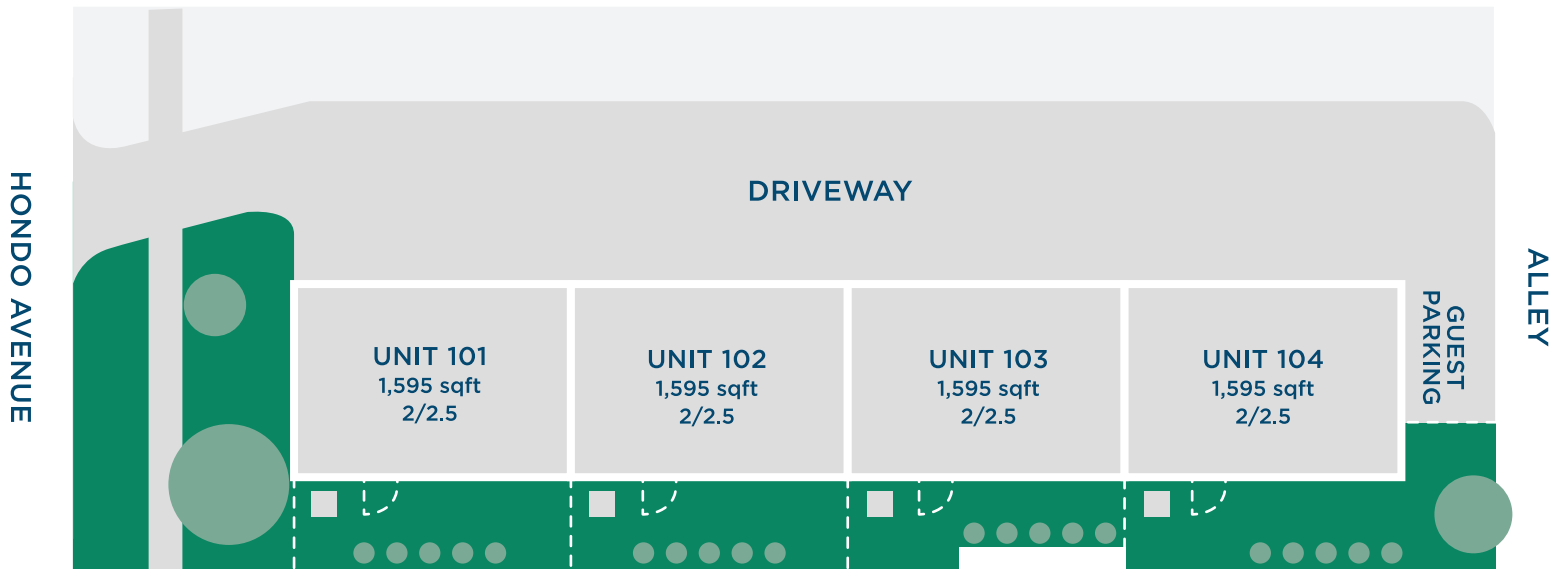 DRIVEWAY
HONDO AVENUE
UNIT 101
1,595 sqft
2/2.5
UNIT 102
1,595 sqft
2/2.5
UNIT 103
1,595 sqft
2/2.5
UNIT 104
1,595 sqft
2/2.5
GUEST
PARKING
ALLEY